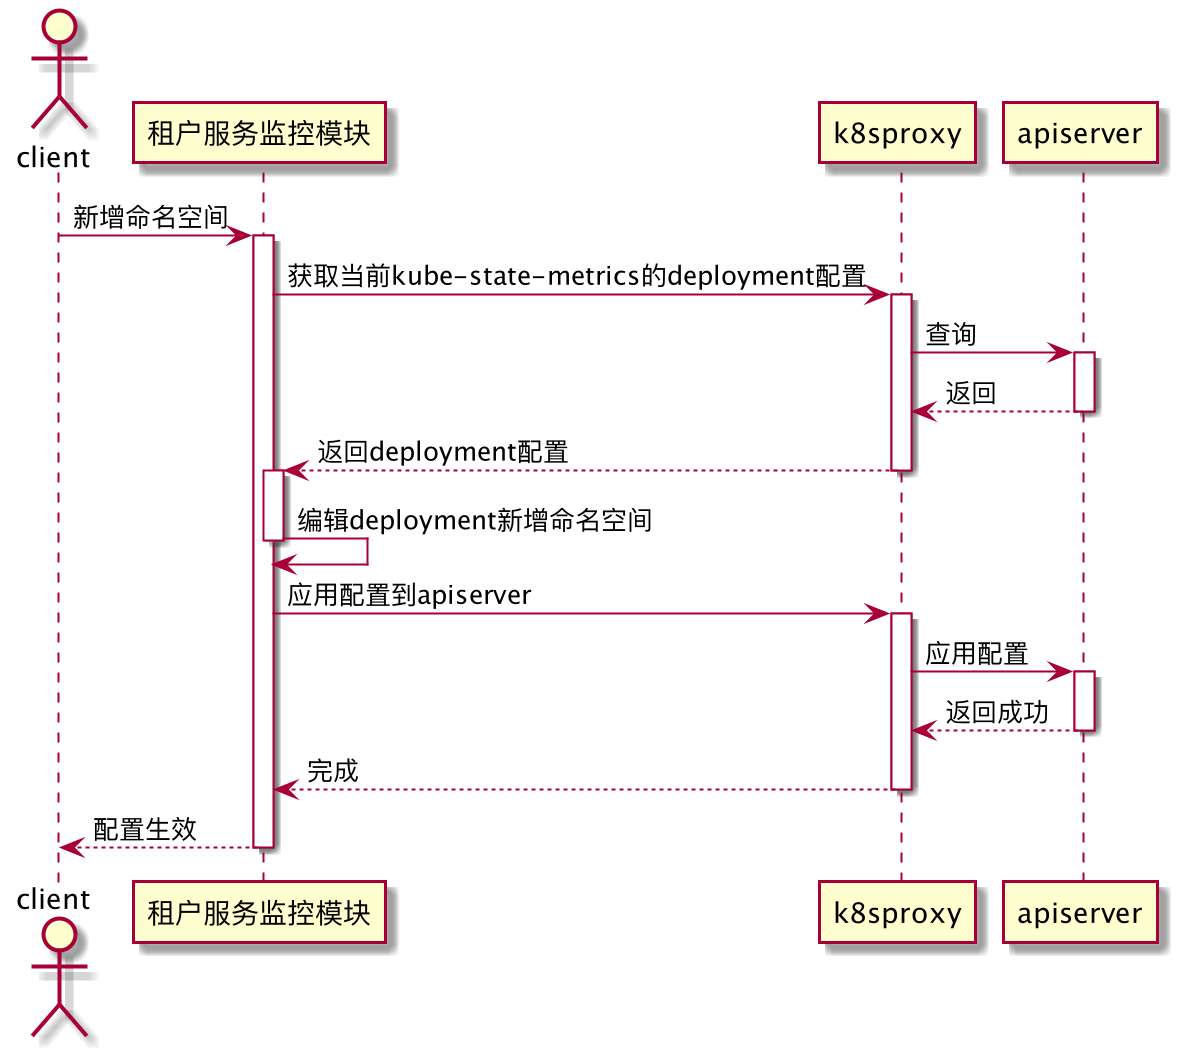 client
租户服务监控模块
k8sproxy
apiserver
新增命名空间
获取当前kube-state-metrics的deployment配置
查询
返回
返回deployment配置
编辑deployment新增命名空间
应用配置到apiserver
应用配置
返回成功
完成
配置生效
client
租户服务监控模块
k8sproxy
apiserver